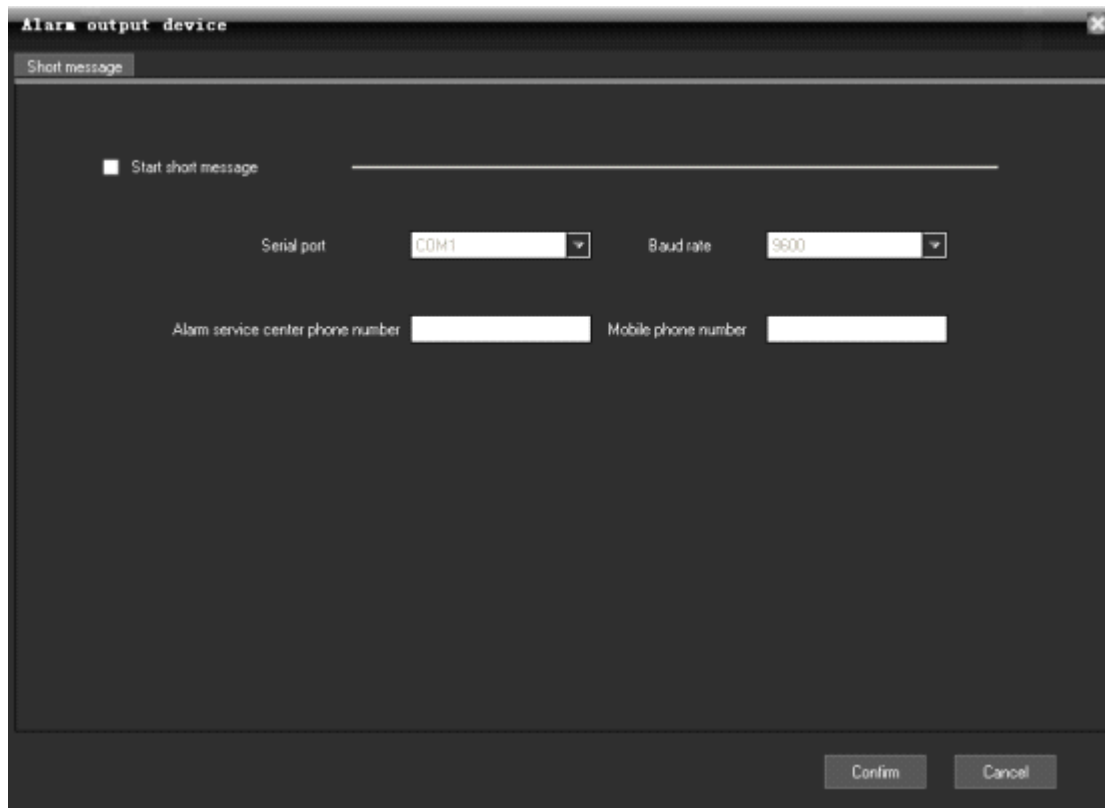 Alarm output device
Short message
Start short message
Serial port COM1 Baud rate 9600
Alarm service center phone number Mobile phone number
Confirm Cancel